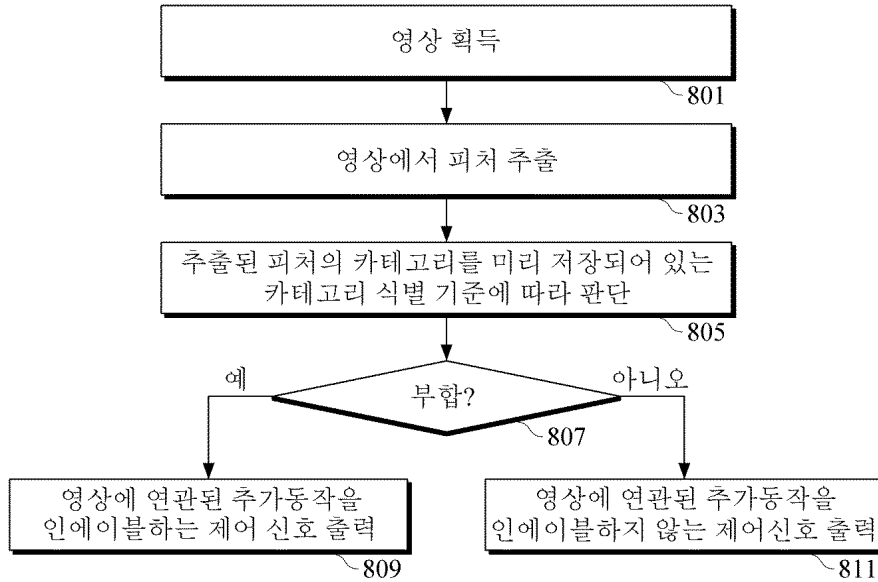 영상 획득
801
영상에서 피처 추출
803
추출된 피처의 카테고리를 미리 저장되어 있는
카테고리 식별 기준에 따라 판단
805
예
부합?
아니오
807
영상에 연관된 추가동작을
인에이블하는 제어 신호 출력
809
영상에 연관된 추가동작을
인에이블하지 않는 제어신호 출력
811